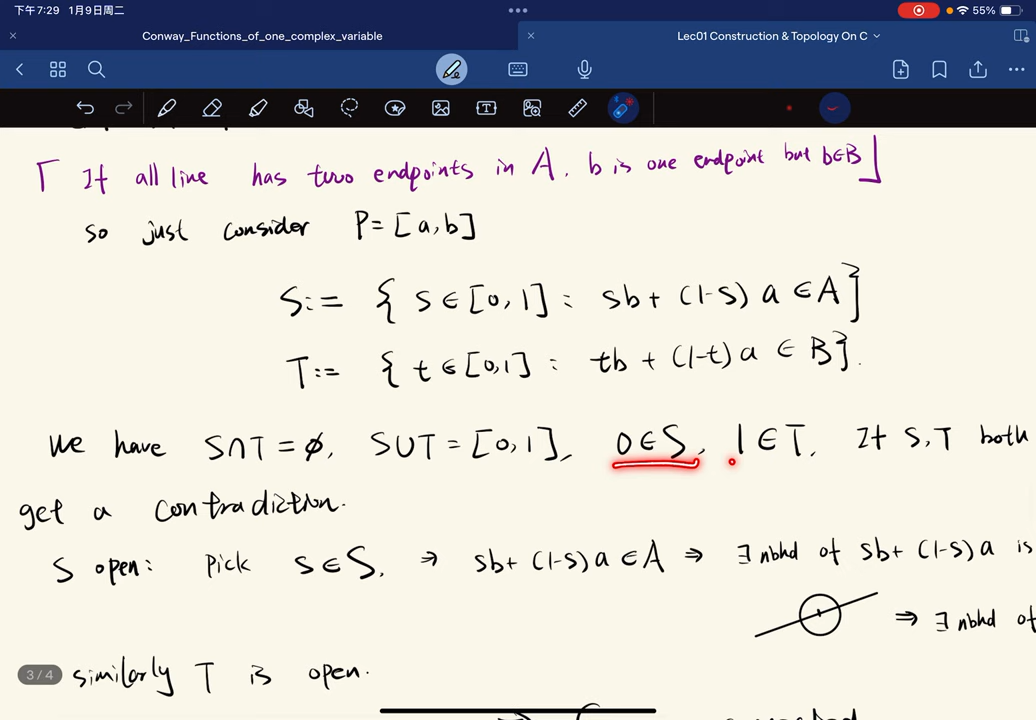 下午7:29 1月9日周二
55%
Conway_Functions_of_one_complex_variable
Lec01 Construction & Topology On C
「 If all line has two endpoints in A. b is one endpoint but b∈B」
so just consider P=[a,b]
S:= { s∈[0,1] : sb+(1-s)a ∈A}
T:= { t∈[0,1] : tb+(1-t)a ∈ B}.
We have S∩T=∅, S∪T=[0,1], 0∈S, 1∈T, If S,T both
get a contradiction.
S open: Pick s∈S, ⇒ sb+(1-s)a∈A ⇒ ∃ nbhd of sb+(1-s)a is
⇒ ∃ nbhd of
3/4
similarly T is open.